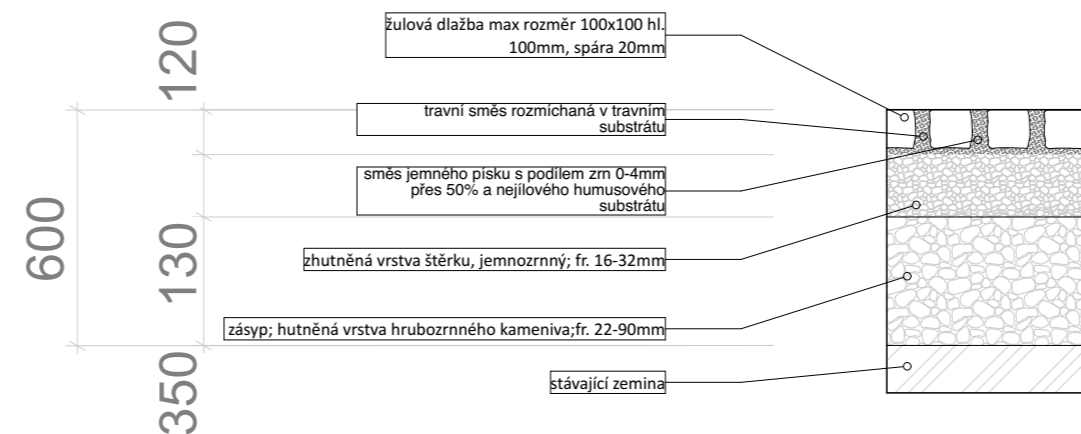 žulová dlažba max rozměr 100x100 hl.
100mm, spára 20mm
travní směs rozmíchaná v travním
substrátu
směs jemného písku s podílem zrn 0-4mm
přes 50% a nejílového humusového
substrátu
zhutněná vrstva štěrku, jemnozrnný; fr. 16-32mm
zásyp; hutněná vrstva hrubozrnného kameniva;fr. 22-90mm
stávající zemina
600
120
130
350